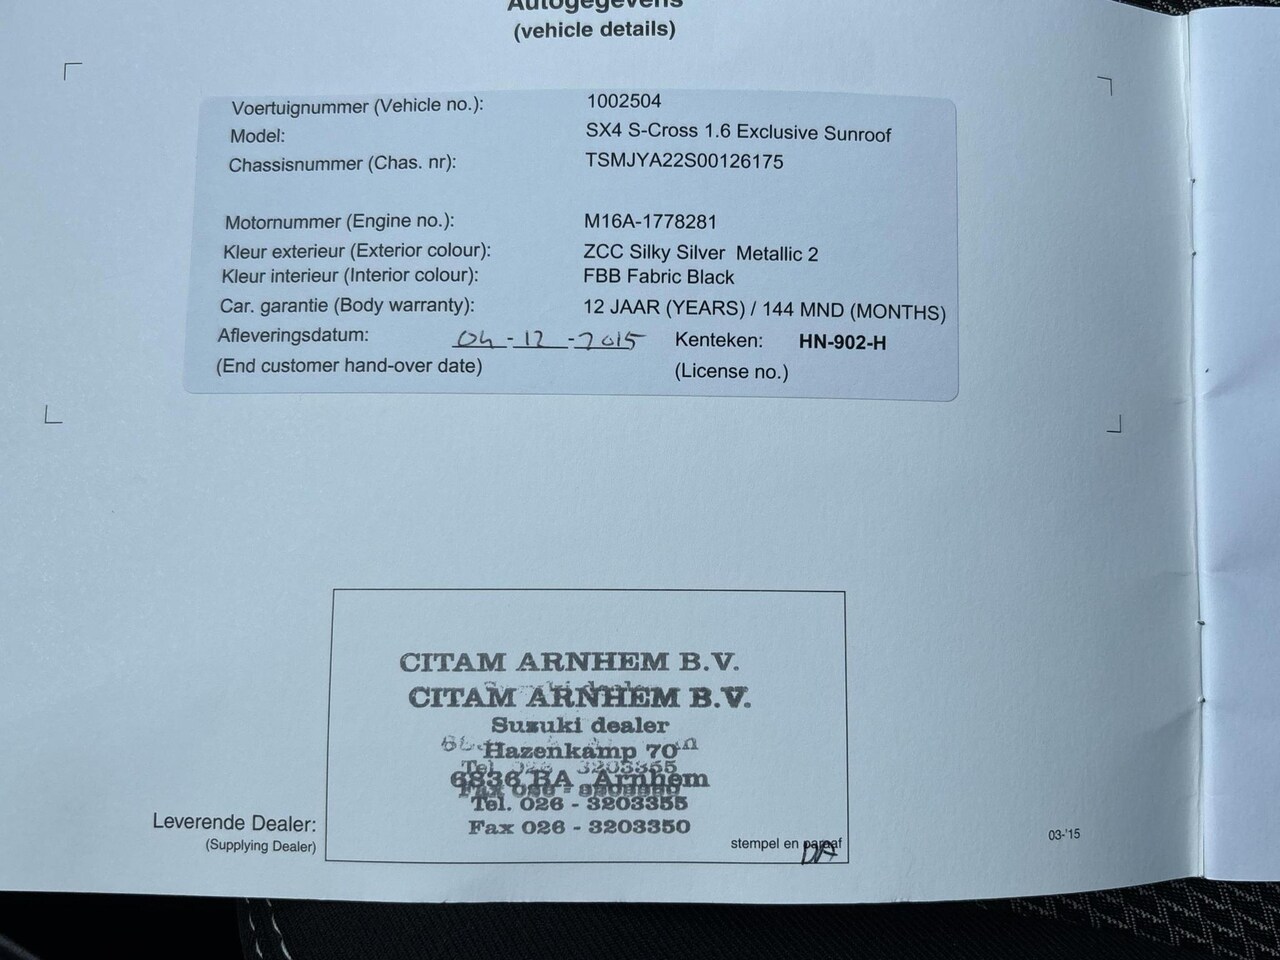 Autogegevens
(vehicle details)
Voertuignummer (Vehicle no.): 1002504
Model: SX4 S-Cross 1.6 Exclusive Sunroof
Chassisnummer (Chas. nr): TSMJYA22S00126175
Motornummer (Engine no.): M16A-1778281
Kleur exterieur (Exterior colour): ZCC Silky Silver Metallic 2
Kleur interieur (Interior colour): FBB Fabric Black
Car. garantie (Body warranty): 12 JAAR (YEARS) / 144 MND (MONTHS)
Afleveringsdatum: 04-12-2015 Kenteken: HN-902-H
(End customer hand-over date) (License no.)
CITAM ARNHEM B.V.
CITAM ARNHEM B.V.
Suzuki dealer
Hazenkamp 70
6836 BA Arnhem
Tel. 026 - 3203355
Fax 026 - 3203350
Leverende Dealer:
(Supplying Dealer)
stempel en paraaf
03-'15